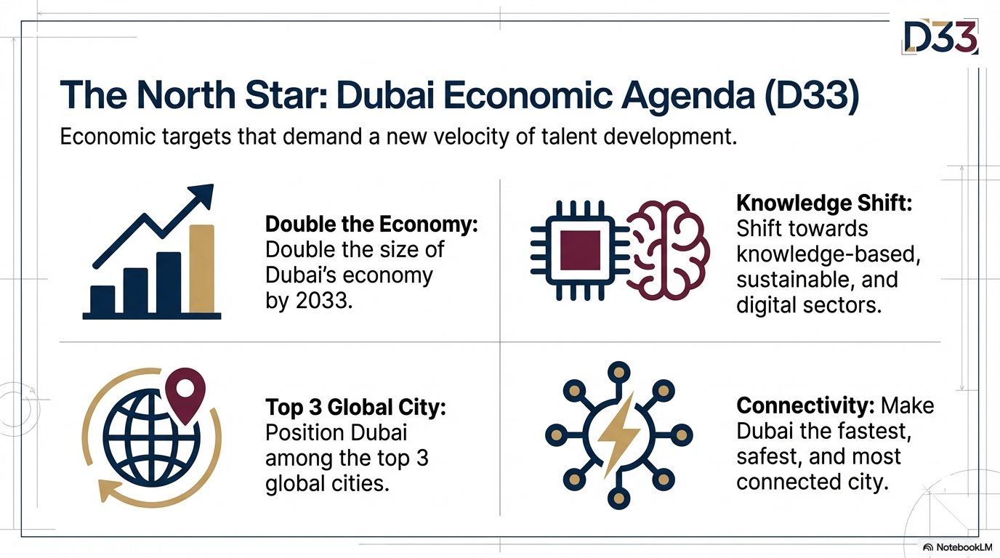 D33
The North Star: Dubai Economic Agenda (D33)
Economic targets that demand a new velocity of talent development.
Double the Economy:
Double the size of
Dubai's economy
by 2033.
Knowledge Shift:
Shift towards
knowledge-based,
sustainable, and
digital sectors.
Top 3 Global City:
Position Dubai
among the top 3
global cities.
Connectivity: Make
Dubai the fastest,
safest, and most
connected city.
NotebookLM